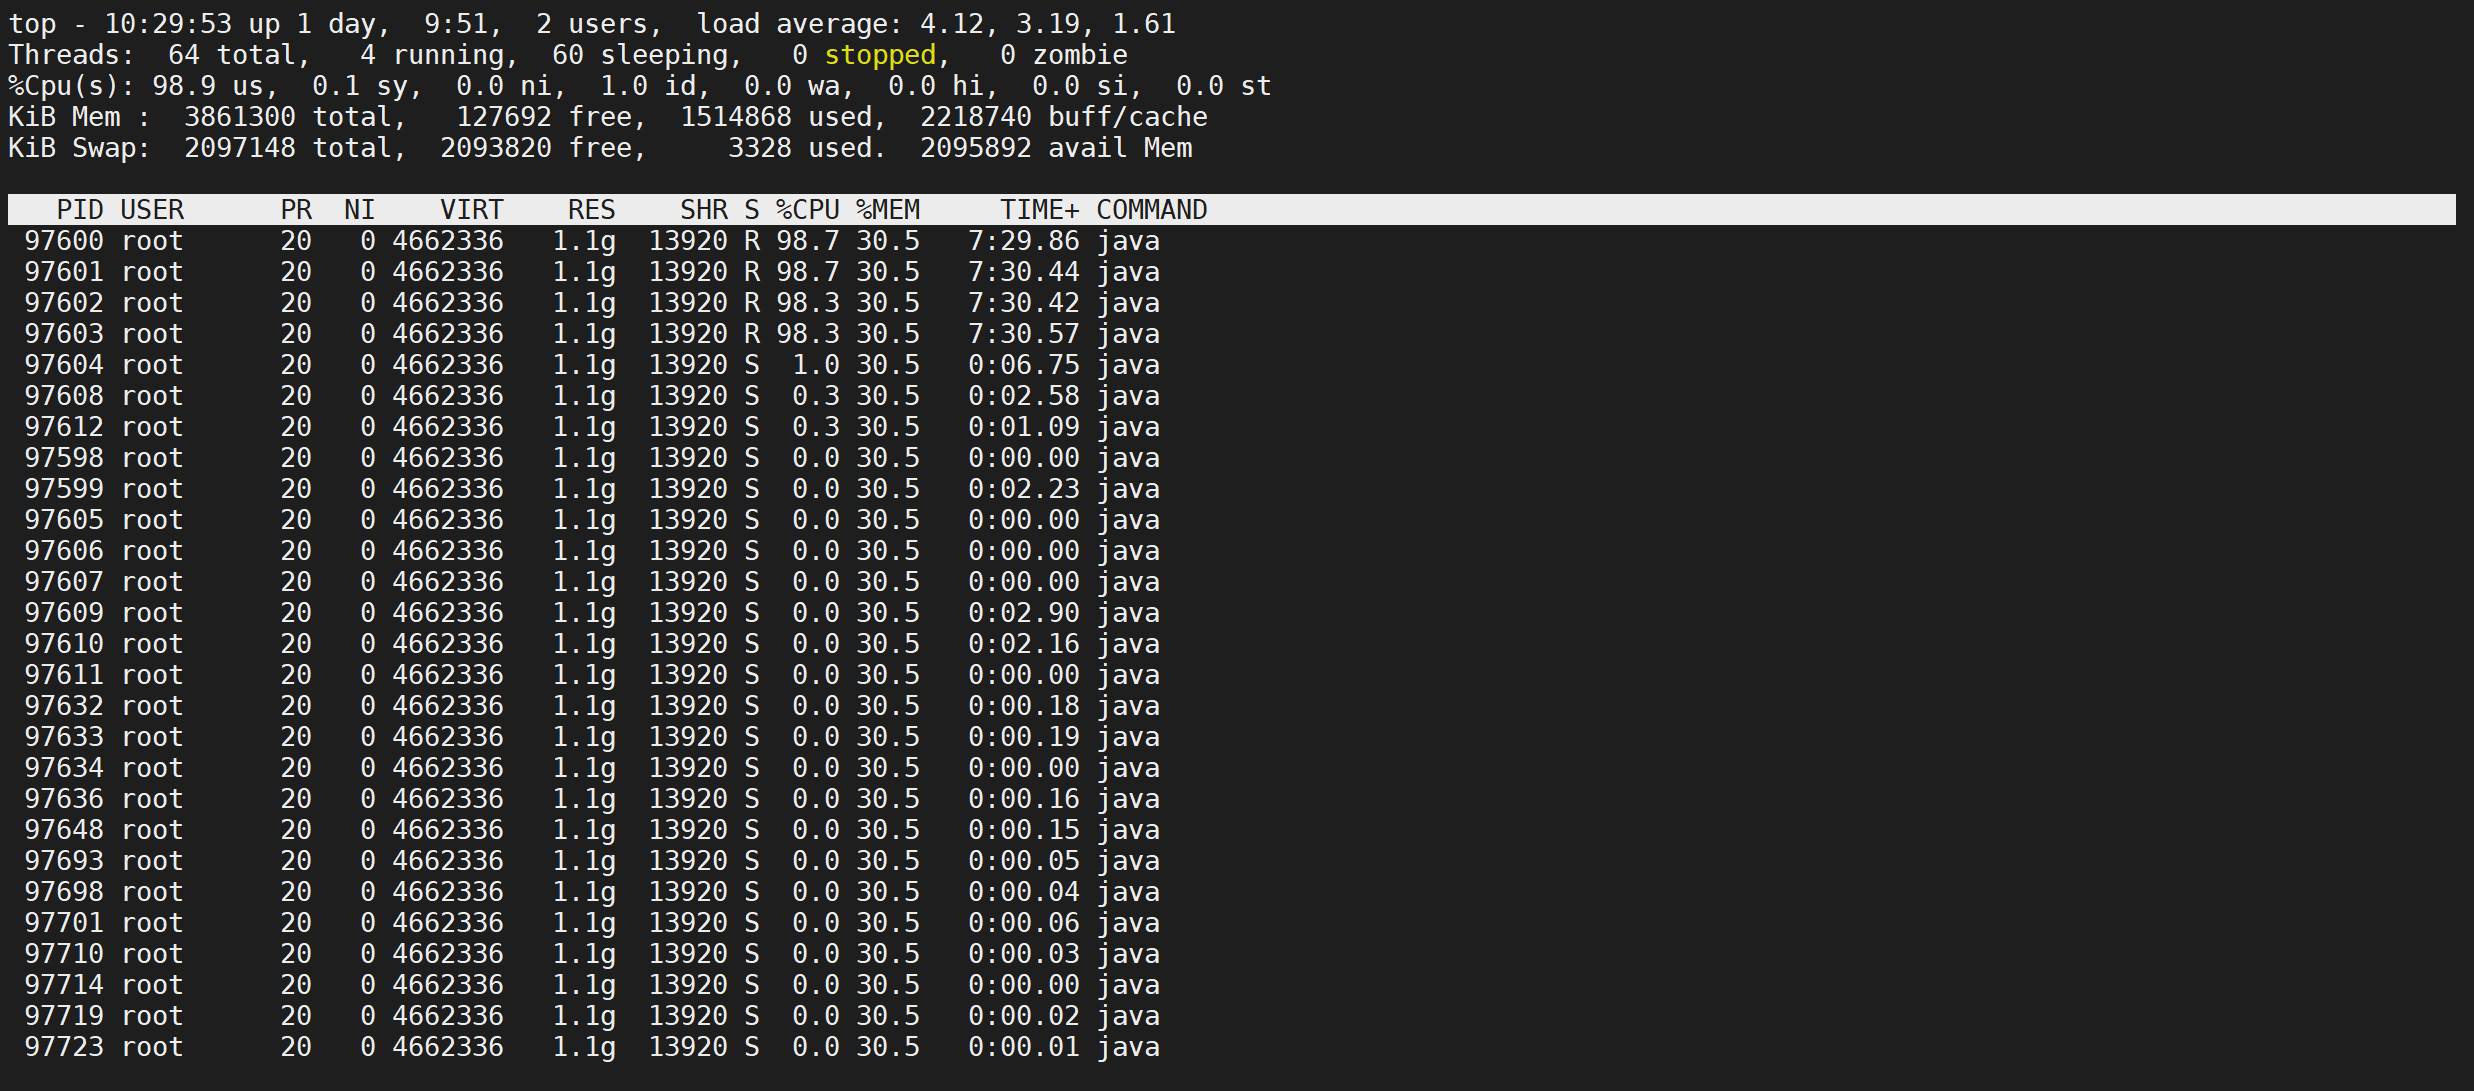 top - 10:29:53 up 1 day,  9:51,  2 users,  load average: 4.12, 3.19, 1.61
Threads:  64 total,   4 running,  60 sleeping,   0 stopped,   0 zombie
%Cpu(s): 98.9 us,  0.1 sy,  0.0 ni,  1.0 id,  0.0 wa,  0.0 hi,  0.0 si,  0.0 st
KiB Mem :  3861300 total,   127692 free,  1514868 used,  2218740 buff/cache
KiB Swap:  2097148 total,  2093820 free,     3328 used.  2095892 avail Mem
   PID USER      PR  NI    VIRT    RES    SHR S %CPU %MEM     TIME+ COMMAND
 97600 root      20   0 4662336   1.1g  13920 R 98.7 30.5   7:29.86 java
 97601 root      20   0 4662336   1.1g  13920 R 98.7 30.5   7:30.44 java
 97602 root      20   0 4662336   1.1g  13920 R 98.3 30.5   7:30.42 java
 97603 root      20   0 4662336   1.1g  13920 R 98.3 30.5   7:30.57 java
 97604 root      20   0 4662336   1.1g  13920 S  1.0 30.5   0:06.75 java
 97608 root      20   0 4662336   1.1g  13920 S  0.3 30.5   0:02.58 java
 97612 root      20   0 4662336   1.1g  13920 S  0.3 30.5   0:01.09 java
 97598 root      20   0 4662336   1.1g  13920 S  0.0 30.5   0:00.00 java
 97599 root      20   0 4662336   1.1g  13920 S  0.0 30.5   0:02.23 java
 97605 root      20   0 4662336   1.1g  13920 S  0.0 30.5   0:00.00 java
 97606 root      20   0 4662336   1.1g  13920 S  0.0 30.5   0:00.00 java
 97607 root      20   0 4662336   1.1g  13920 S  0.0 30.5   0:00.00 java
 97609 root      20   0 4662336   1.1g  13920 S  0.0 30.5   0:02.90 java
 97610 root      20   0 4662336   1.1g  13920 S  0.0 30.5   0:02.16 java
 97611 root      20   0 4662336   1.1g  13920 S  0.0 30.5   0:00.00 java
 97632 root      20   0 4662336   1.1g  13920 S  0.0 30.5   0:00.18 java
 97633 root      20   0 4662336   1.1g  13920 S  0.0 30.5   0:00.19 java
 97634 root      20   0 4662336   1.1g  13920 S  0.0 30.5   0:00.00 java
 97636 root      20   0 4662336   1.1g  13920 S  0.0 30.5   0:00.16 java
 97648 root      20   0 4662336   1.1g  13920 S  0.0 30.5   0:00.15 java
 97693 root      20   0 4662336   1.1g  13920 S  0.0 30.5   0:00.05 java
 97698 root      20   0 4662336   1.1g  13920 S  0.0 30.5   0:00.04 java
 97701 root      20   0 4662336   1.1g  13920 S  0.0 30.5   0:00.06 java
 97710 root      20   0 4662336   1.1g  13920 S  0.0 30.5   0:00.03 java
 97714 root      20   0 4662336   1.1g  13920 S  0.0 30.5   0:00.00 java
 97719 root      20   0 4662336   1.1g  13920 S  0.0 30.5   0:00.02 java
 97723 root      20   0 4662336   1.1g  13920 S  0.0 30.5   0:00.01 java